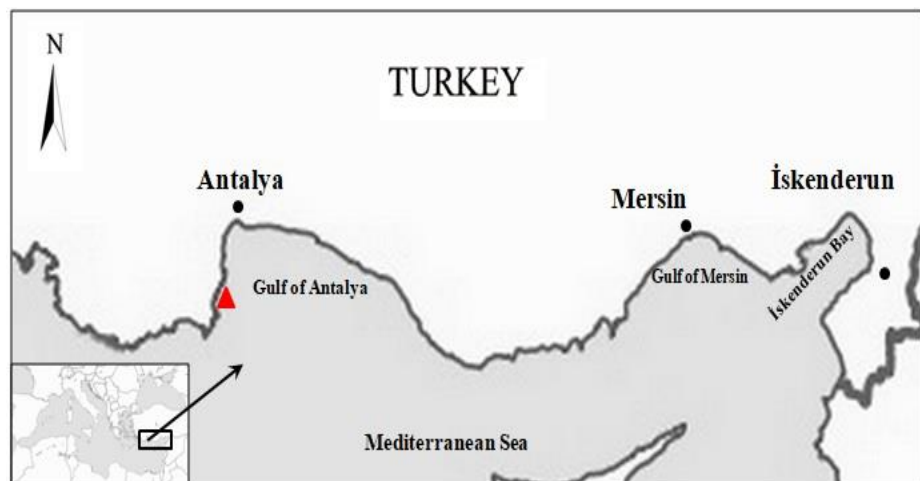 N
TURKEY
Antalya
Mersin
İskenderun
Gulf of Antalya
Gulf of Mersin
İskenderun Bay
Mediterranean Sea